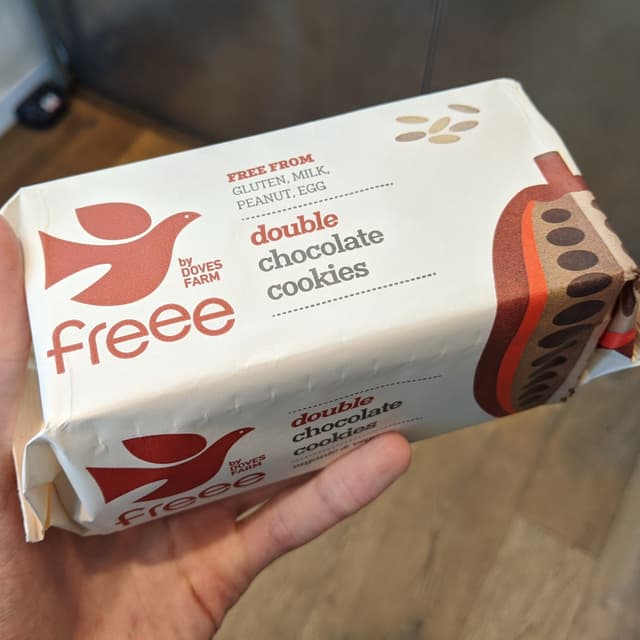 FREE FROM
GLUTEN, MILK,
PEANUT, EGG
double
chocolate
cookies
by
DOVES
FARM
freee
double
chocolate
cookies
by
DOVES
FARM
freee